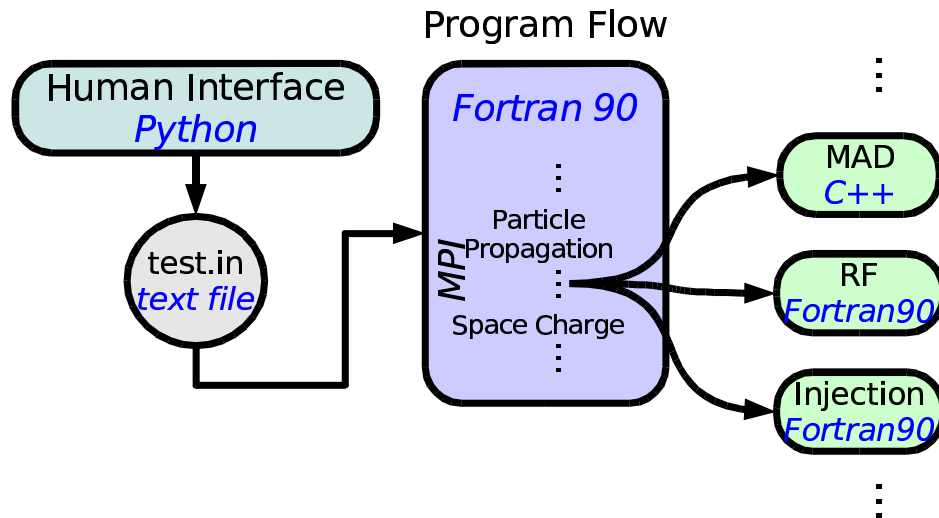 Program Flow
Human Interface
Python
test.in
text file
Fortran 90
MPI
Particle
Propagation
Space Charge
MAD
C++
RF
Fortran90
Injection
Fortran90